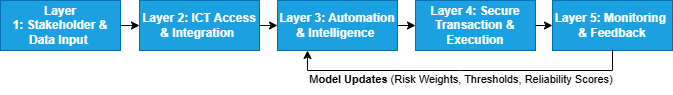 Layer
1: Stakeholder &
Data Input
Layer 2: ICT Access
& Integration
Layer 3: Automation
& Intelligence
Layer 4: Secure
Transaction &
Execution
Layer 5: Monitoring
& Feedback
Model Updates (Risk Weights, Thresholds, Reliability Scores)